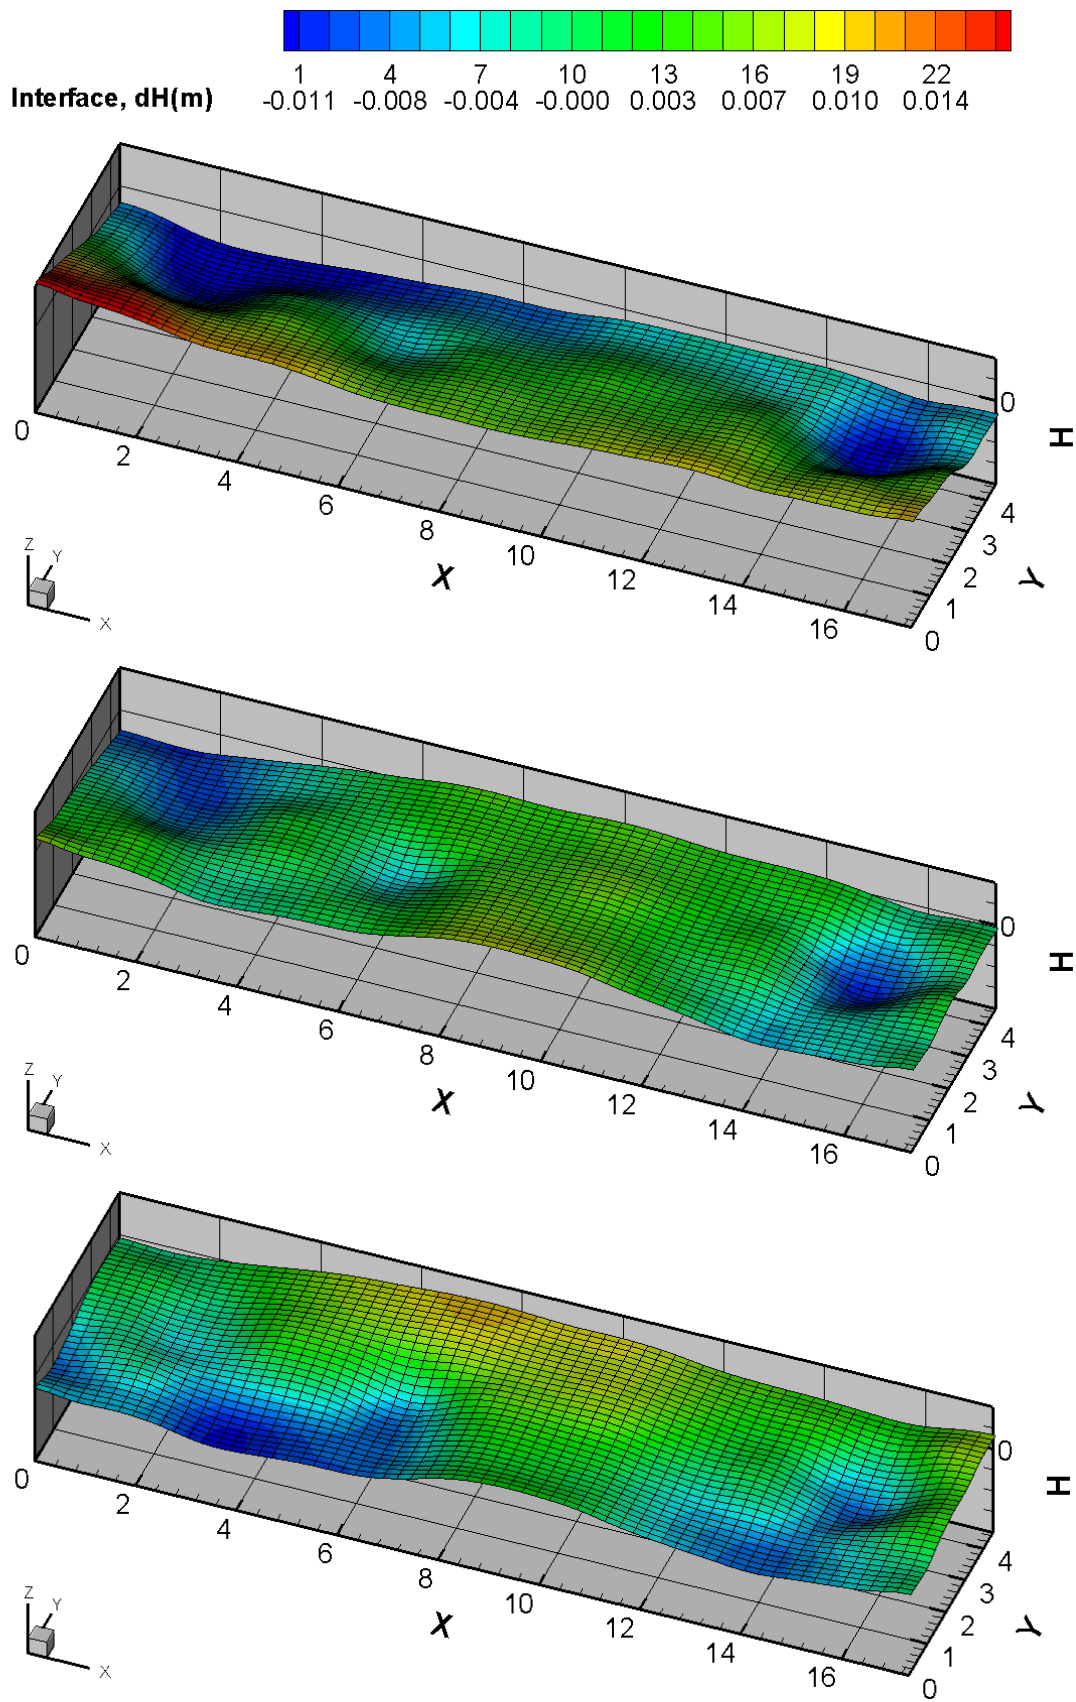 1 4 7 10 13 16 19 22
Interface, dH(m) -0.011 -0.008 -0.004 -0.000 0.003 0.007 0.010 0.014
0
H
0 2 4 6 8 10 12 14 16
X
0 1 2 3 4
Y
Z
Y
X
0
H
0 2 4 6 8 10 12 14 16
X
0 1 2 3 4
Y
Z
Y
X
0
H
0 2 4 6 8 10 12 14 16
X
0 1 2 3 4
Y
Z
Y
X